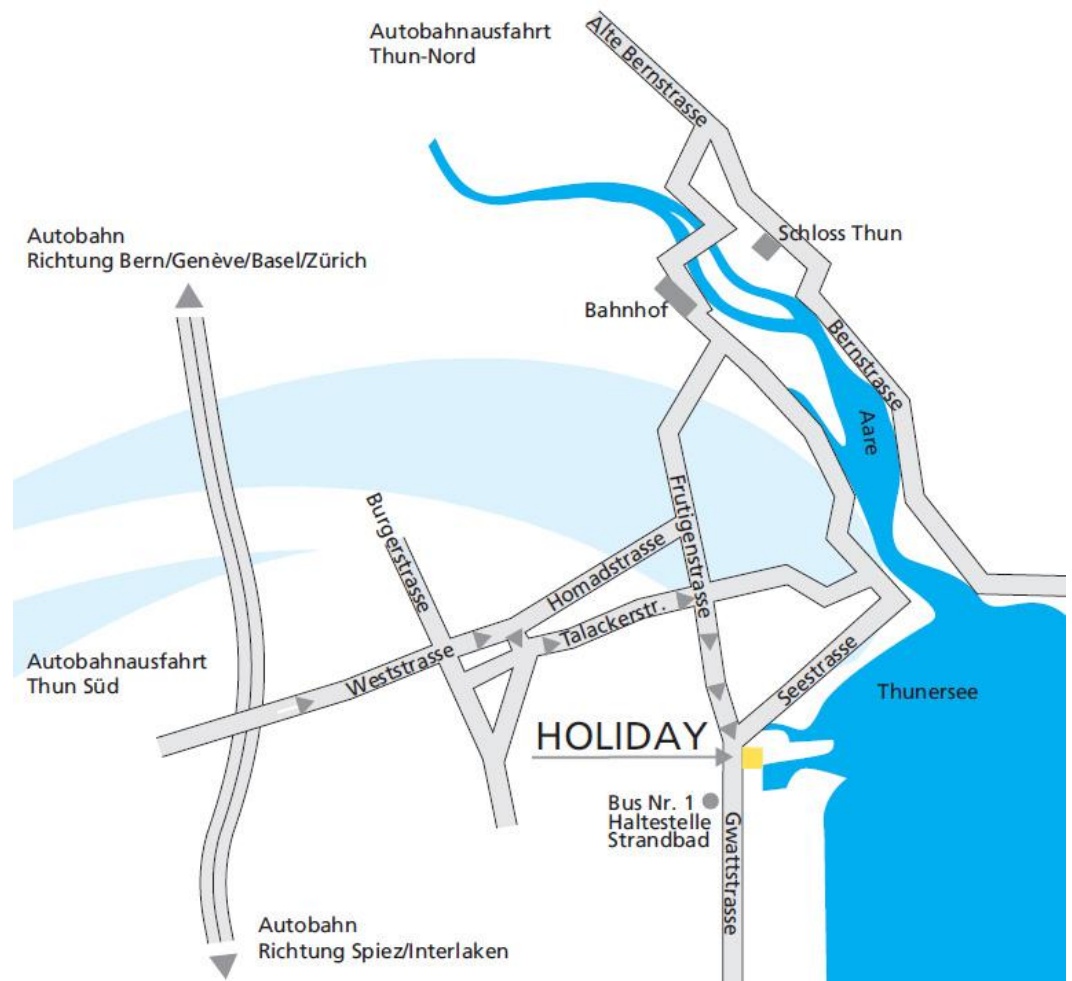 Autobahnausfahrt
Thun-Nord
Alte Bernstrasse
Autobahn
Richtung Bern/Genève/Basel/Zürich
Schloss Thun
Bahnhof
Bernstrasse
Aare
Burgerstrasse
Frutigenstrasse
Homadstrasse
Talackerstr.
Weststrasse
Autobahnausfahrt
Thun Süd
Seestrasse
Thunersee
HOLIDAY
Bus Nr. 1
Haltestelle
Strandbad
Gwattstrasse
Autobahn
Richtung Spiez/Interlaken